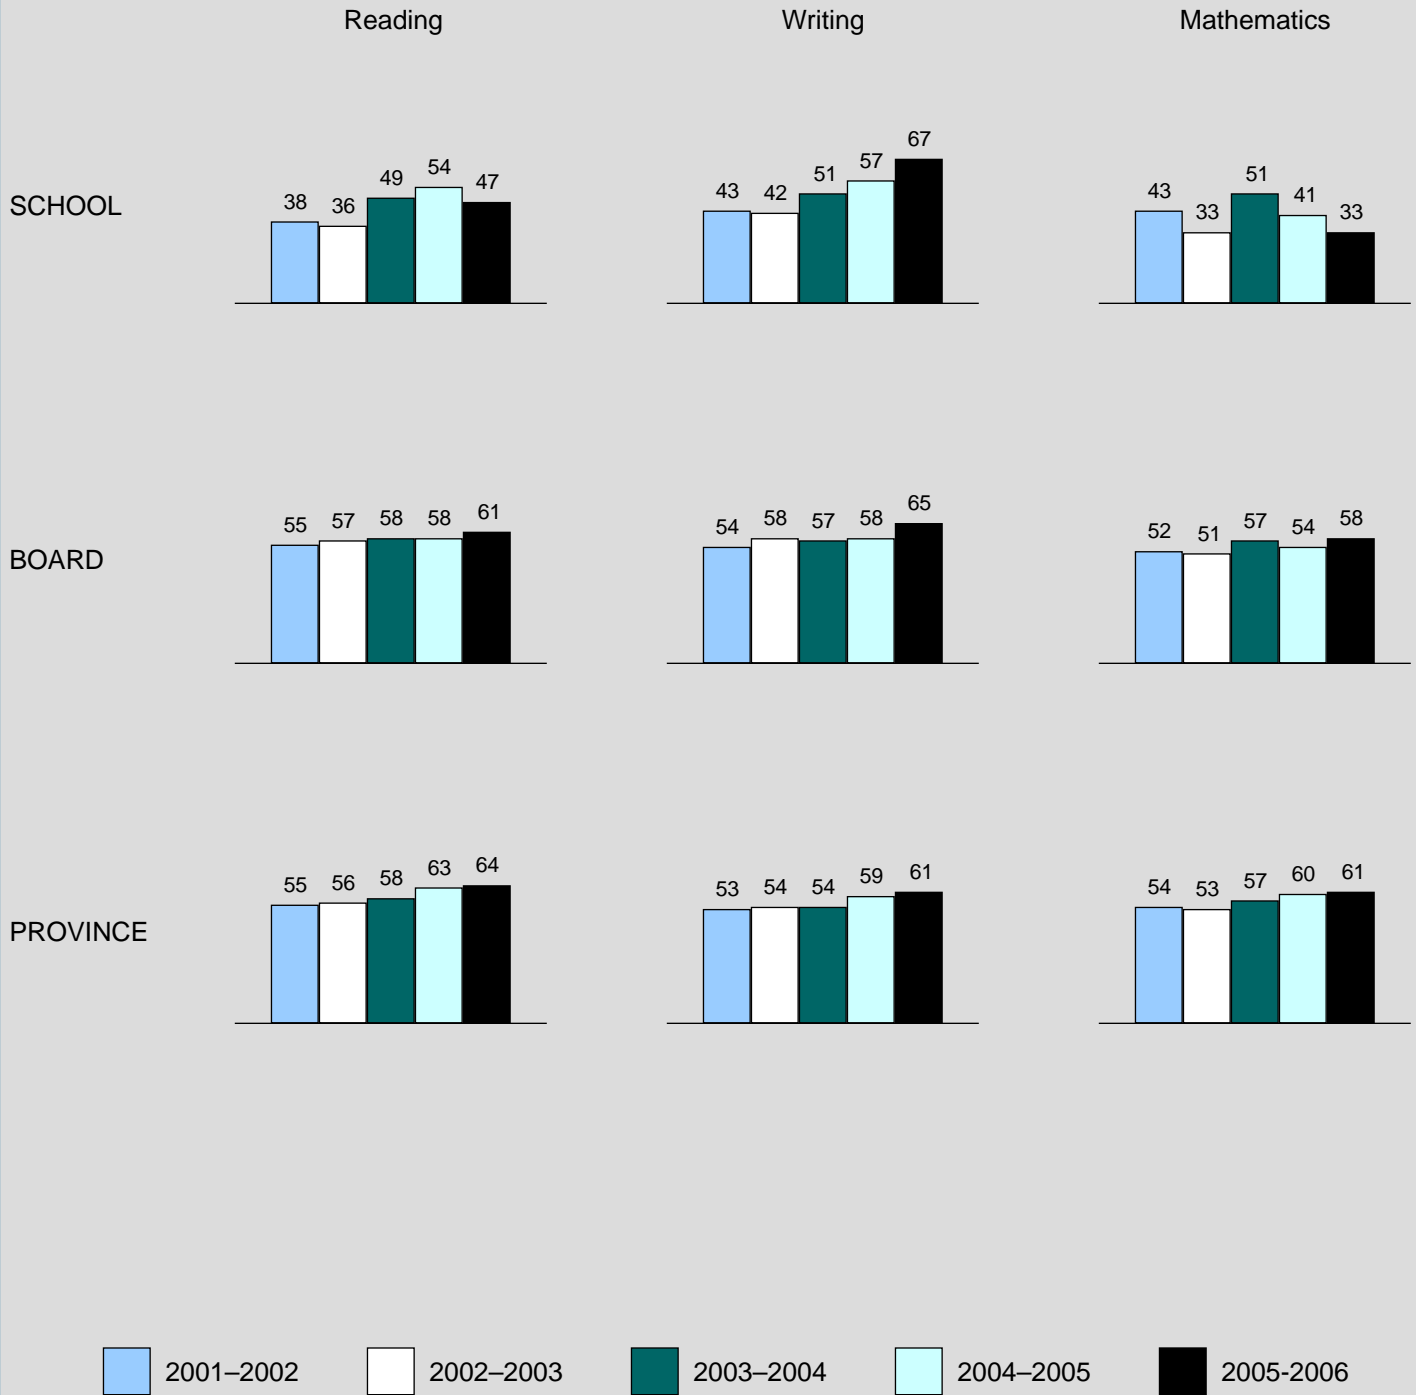 Reading Writing Mathematics
67
54 57
49 47 51 51
38 36 43 42 43 41
33 33
SCHOOL
65
61
55 57 58 58 54 58 57 58 57 58
52 51 54
BOARD
63 64
55 56 58 59 61 60 61
53 54 54 54 53 57
PROVINCE
2001–2002 2002–2003 2003–2004 2004–2005 2005-2006